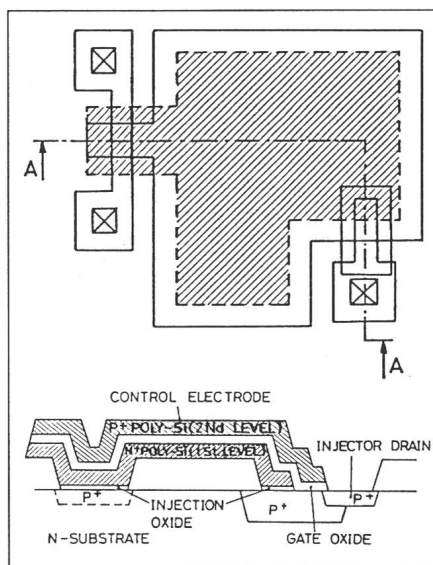 A
A
CONTROL ELECTRODE
P+ POLY-Si(2Nd LEVEL)
N+POLY-Si(1St LEVEL)
INJECTOR DRAIN
P+
INJECTION
OXIDE
P+
P+
N-SUBSTRATE
GATE OXIDE